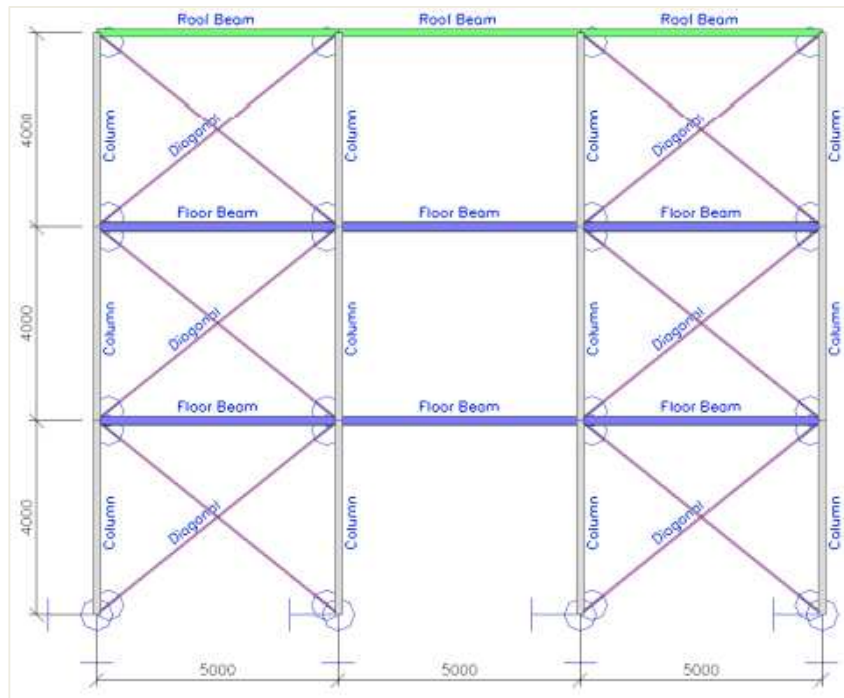 Roof Beam Roof Beam Roof Beam
4000 Column Diagonal Column Column Diagonal Column
Floor Beam Floor Beam Floor Beam
4000 Column Diagonal Column Column Diagonal Column
Floor Beam Floor Beam Floor Beam
4000 Column Diagonal Column Column Diagonal Column
5000 5000 5000